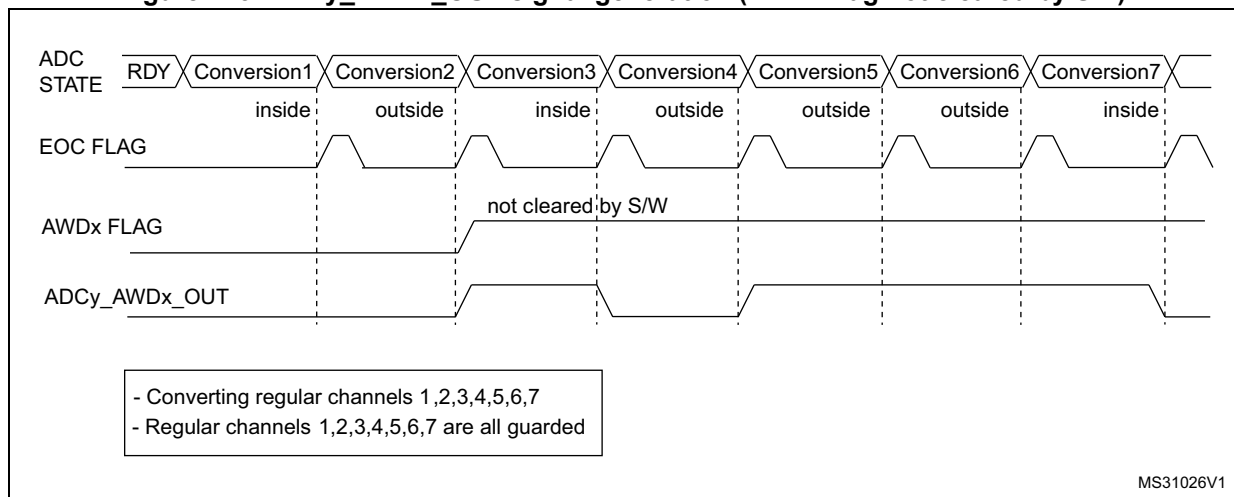 ADC
STATE
RDY Conversion1 Conversion2 Conversion3 Conversion4 Conversion5 Conversion6 Conversion7
inside outside inside outside outside outside inside
EOC FLAG
not cleared by S/W
AWDx FLAG
ADCy_AWDx_OUT
- Converting regular channels 1,2,3,4,5,6,7
- Regular channels 1,2,3,4,5,6,7 are all guarded
MS31026V1